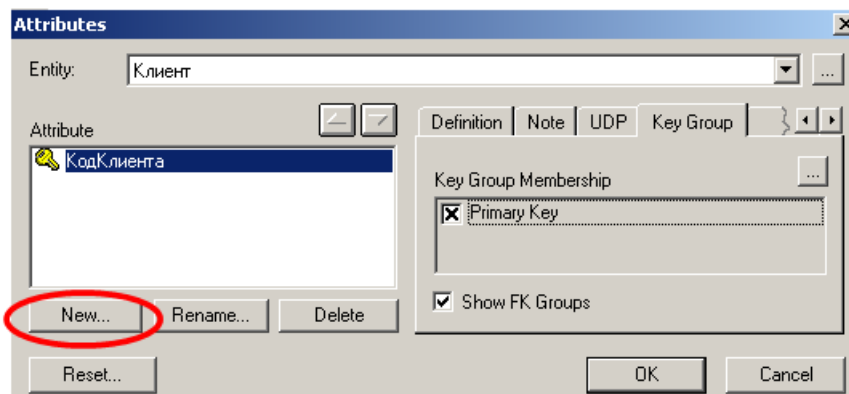 Attributes
Entity:
Клиент
...
Attribute
КодКлиента
New...
Rename...
Delete
Definition
Note
UDP
Key Group
Key Group Membership
...
Primary Key
Show FK Groups
Reset...
OK
Cancel